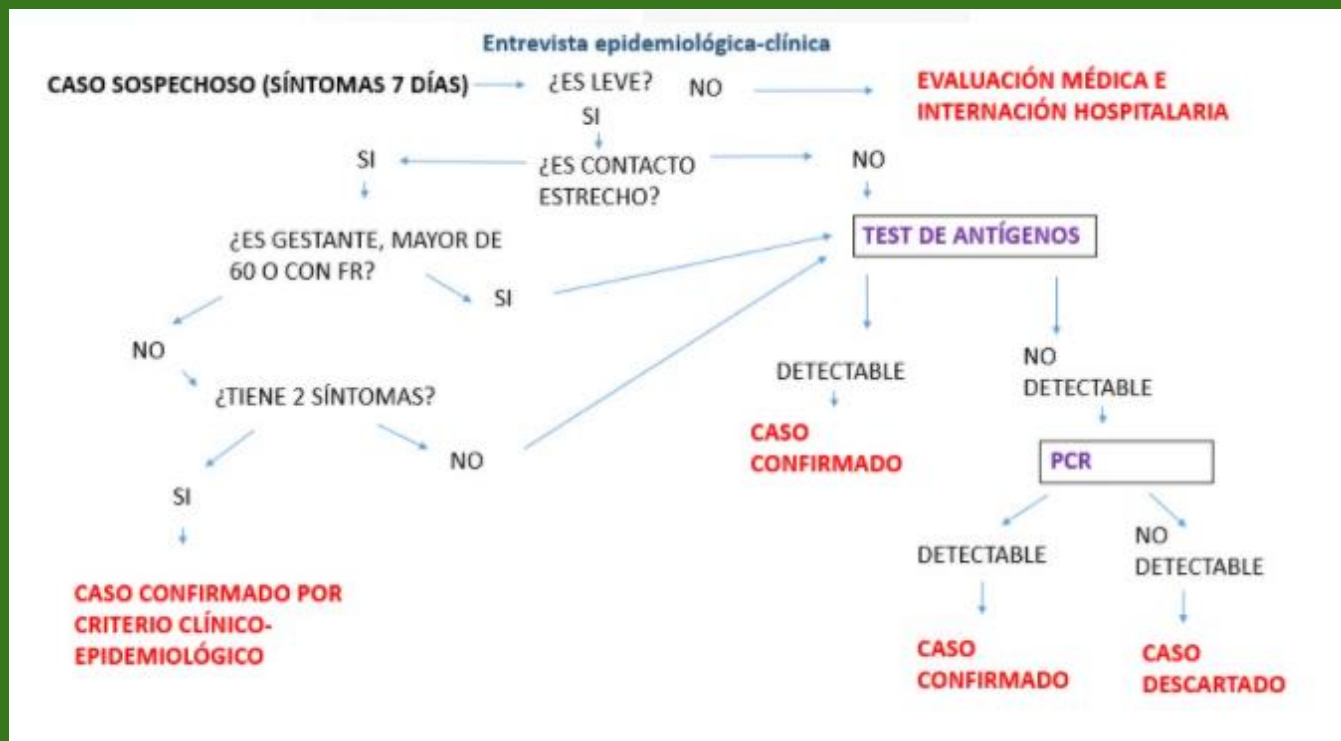 Entrevista epidemiológica-clínica
CASO SOSPECHOSO (SÍNTOMAS 7 DÍAS)
¿ES LEVE?
NO
EVALUACIÓN MÉDICA E
INTERNACIÓN HOSPITALARIA
SI
SI
¿ES CONTACTO
ESTRECHO?
NO
¿ES GESTANTE, MAYOR DE
60 O CON FR?
TEST DE ANTÍGENOS
SI
NO
¿TIENE 2 SÍNTOMAS?
DETECTABLE
NO
DETECTABLE
CASO
CONFIRMADO
NO
PCR
SI
DETECTABLE
NO
DETECTABLE
CASO CONFIRMADO POR
CRITERIO CLÍNICO-
EPIDEMIOLÓGICO
CASO
CONFIRMADO
CASO
DESCARTADO